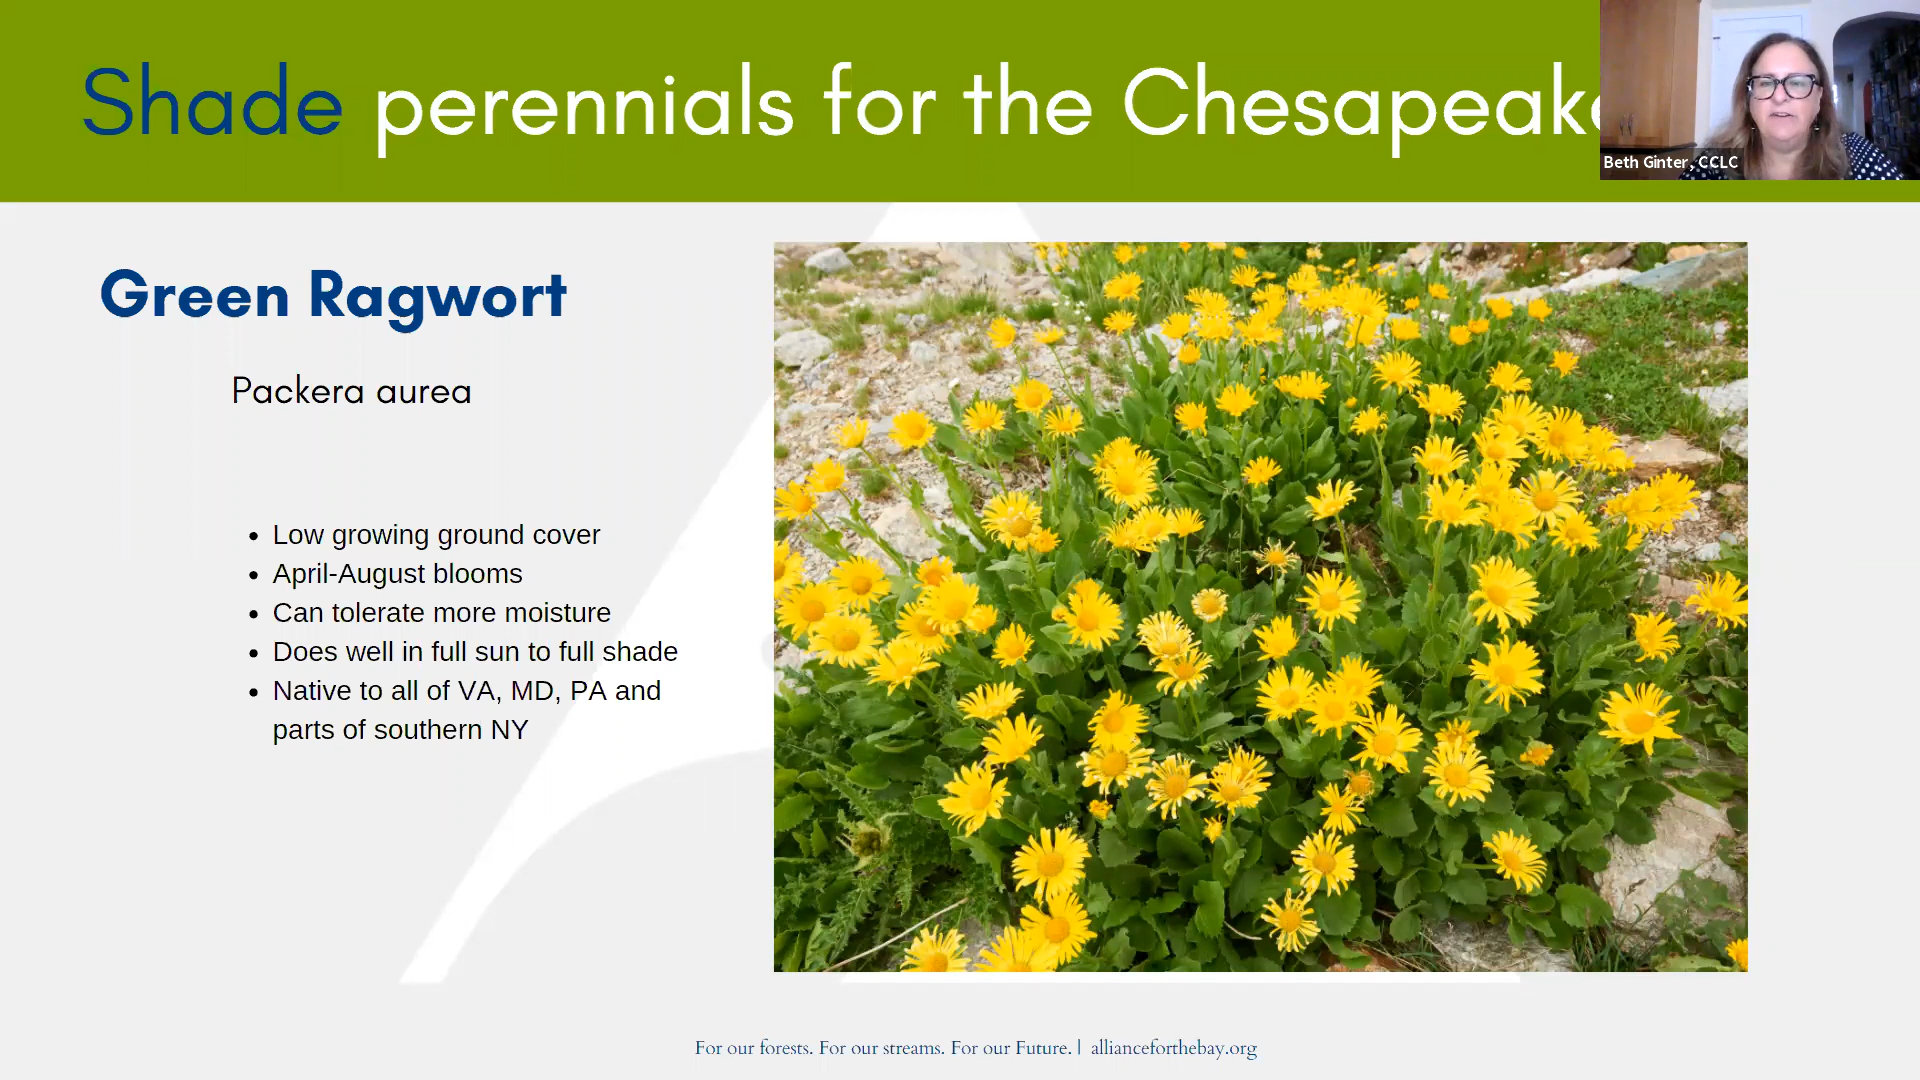 Shade perennials for the Chesapeake
Beth Ginter, CCLC
Green Ragwort
Packera aurea
• Low growing ground cover
• April-August blooms
• Can tolerate more moisture
• Does well in full sun to full shade
• Native to all of VA, MD, PA and
parts of southern NY
For our forests. For our streams. For our Future. | allianceforthebay.org